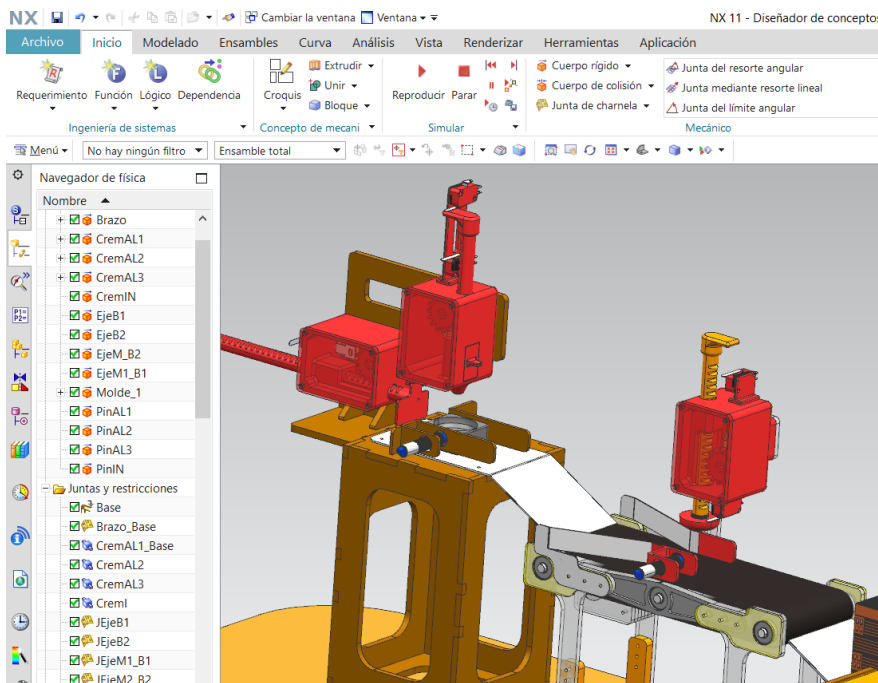 NX Cambiar la ventana Ventana NX 11 - Diseñador de conceptos
Archivo Inicio Modelado Ensambles Curva Análisis Vista Renderizar Herramientas Aplicación
Extrudir Cuerpo rígido Junta del resorte angular
Unir Cuerpo de colisión Junta mediante resorte lineal
Requerimiento Función Lógico Dependencia Croquis Reproducir Parar
Bloque Junta de charnela Junta del límite angular
Ingeniería de sistemas Concepto de mecani Simular Mecánico
Menú No hay ningún filtro Ensamble total
Navegador de física
Nombre
Brazo
CremAL1
CremAL2
CremAL3
CremIN
EjeB1
EjeB2
EjeM_B2
EjeM1_B1
Molde_1
PinAL1
PinAL2
PinAL3
PinIN
Juntas y restricciones
Base
Brazo_Base
CremAL1_Base
CremAL2
CremAL3
CremI
JEjeB1
JEjeB2
JEjeM1_B1
JEjeM2_B2